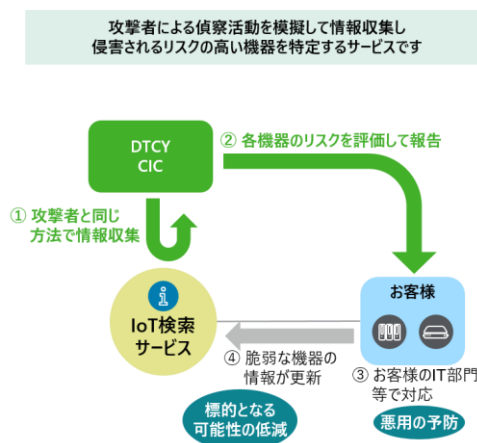 攻撃者による偵察活動を模擬して情報収集し
侵害されるリスクの高い機器を特定するサービスです
DTCY
CIC
② 各機器のリスクを評価して報告
① 攻撃者と同じ
方法で情報収集
お客様
IoT検索
サービス
④ 脆弱な機器の
情報が更新
③ お客様のIT部門
等で対応
標的となる
可能性の低減
悪用の予防